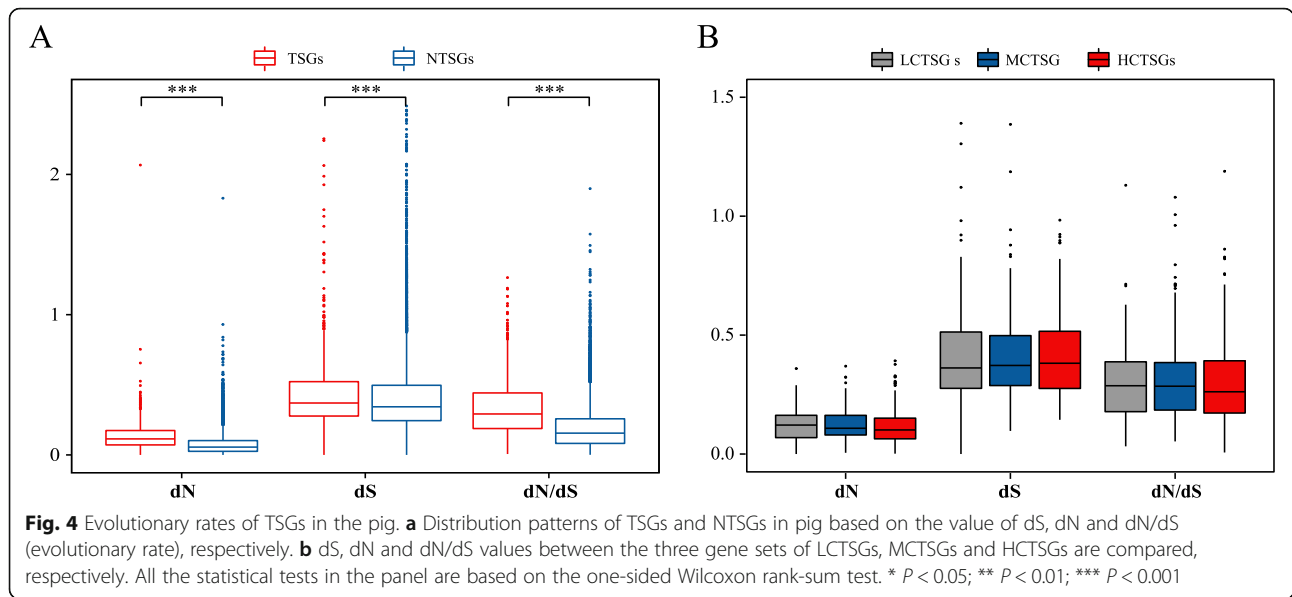 A
TSGs NTSGs
*** *** ***
2
1
0
dN dS dN/dS
B
LCTSG s MCTSG HCTSGs
1.5
1.0
0.5
0.0
dN dS dN/dS
Fig. 4 Evolutionary rates of TSGs in the pig. a Distribution patterns of TSGs and NTSGs in pig based on the value of dS, dN and dN/dS
(evolutionary rate), respectively. b dS, dN and dN/dS values between the three gene sets of LCTSGs, MCTSGs and HCTSGs are compared,
respectively. All the statistical tests in the panel are based on the one-sided Wilcoxon rank-sum test. * P < 0.05; ** P < 0.01; *** P < 0.001